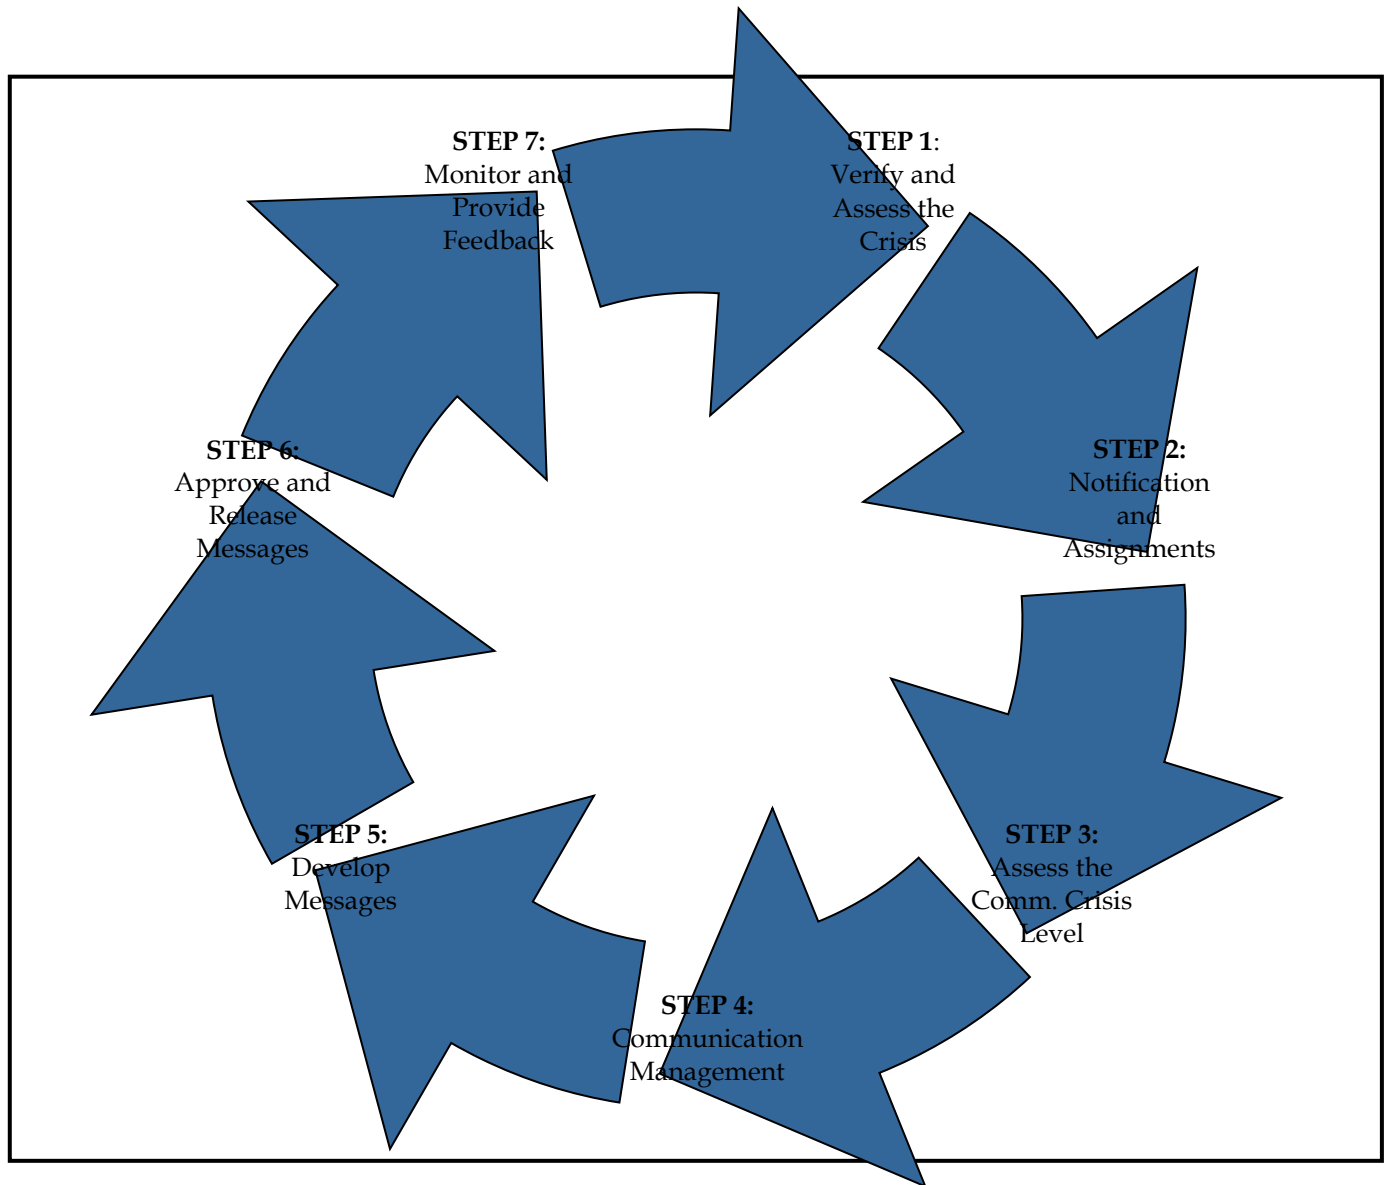 STEP 1:
Verify and
Assess the
Crisis
STEP 2:
Notification
and
Assignments
STEP 3:
Assess the
Comm. Crisis
Level
STEP 4:
Communication
Management
STEP 5:
Develop
Messages
STEP 6:
Approve and
Release
Messages
STEP 7:
Monitor and
Provide
Feedback